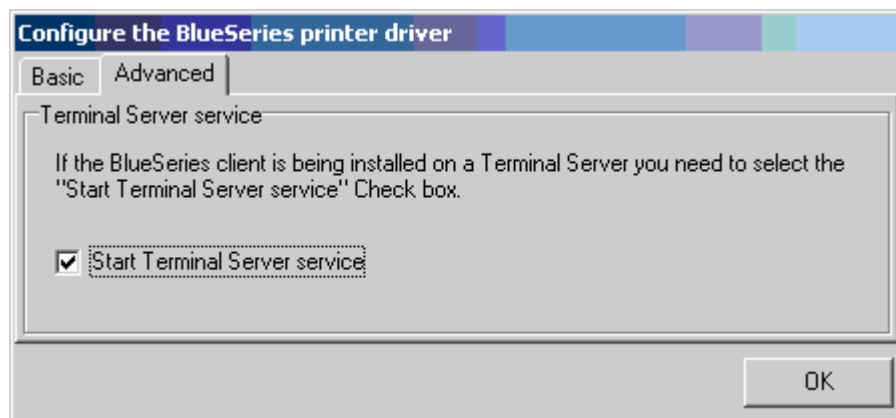 Configure the BlueSeries printer driver
Basic
Advanced
Terminal Server service
If the BlueSeries client is being installed on a Terminal Server you need to select the
"Start Terminal Server service" Check box.
Start Terminal Server service
OK